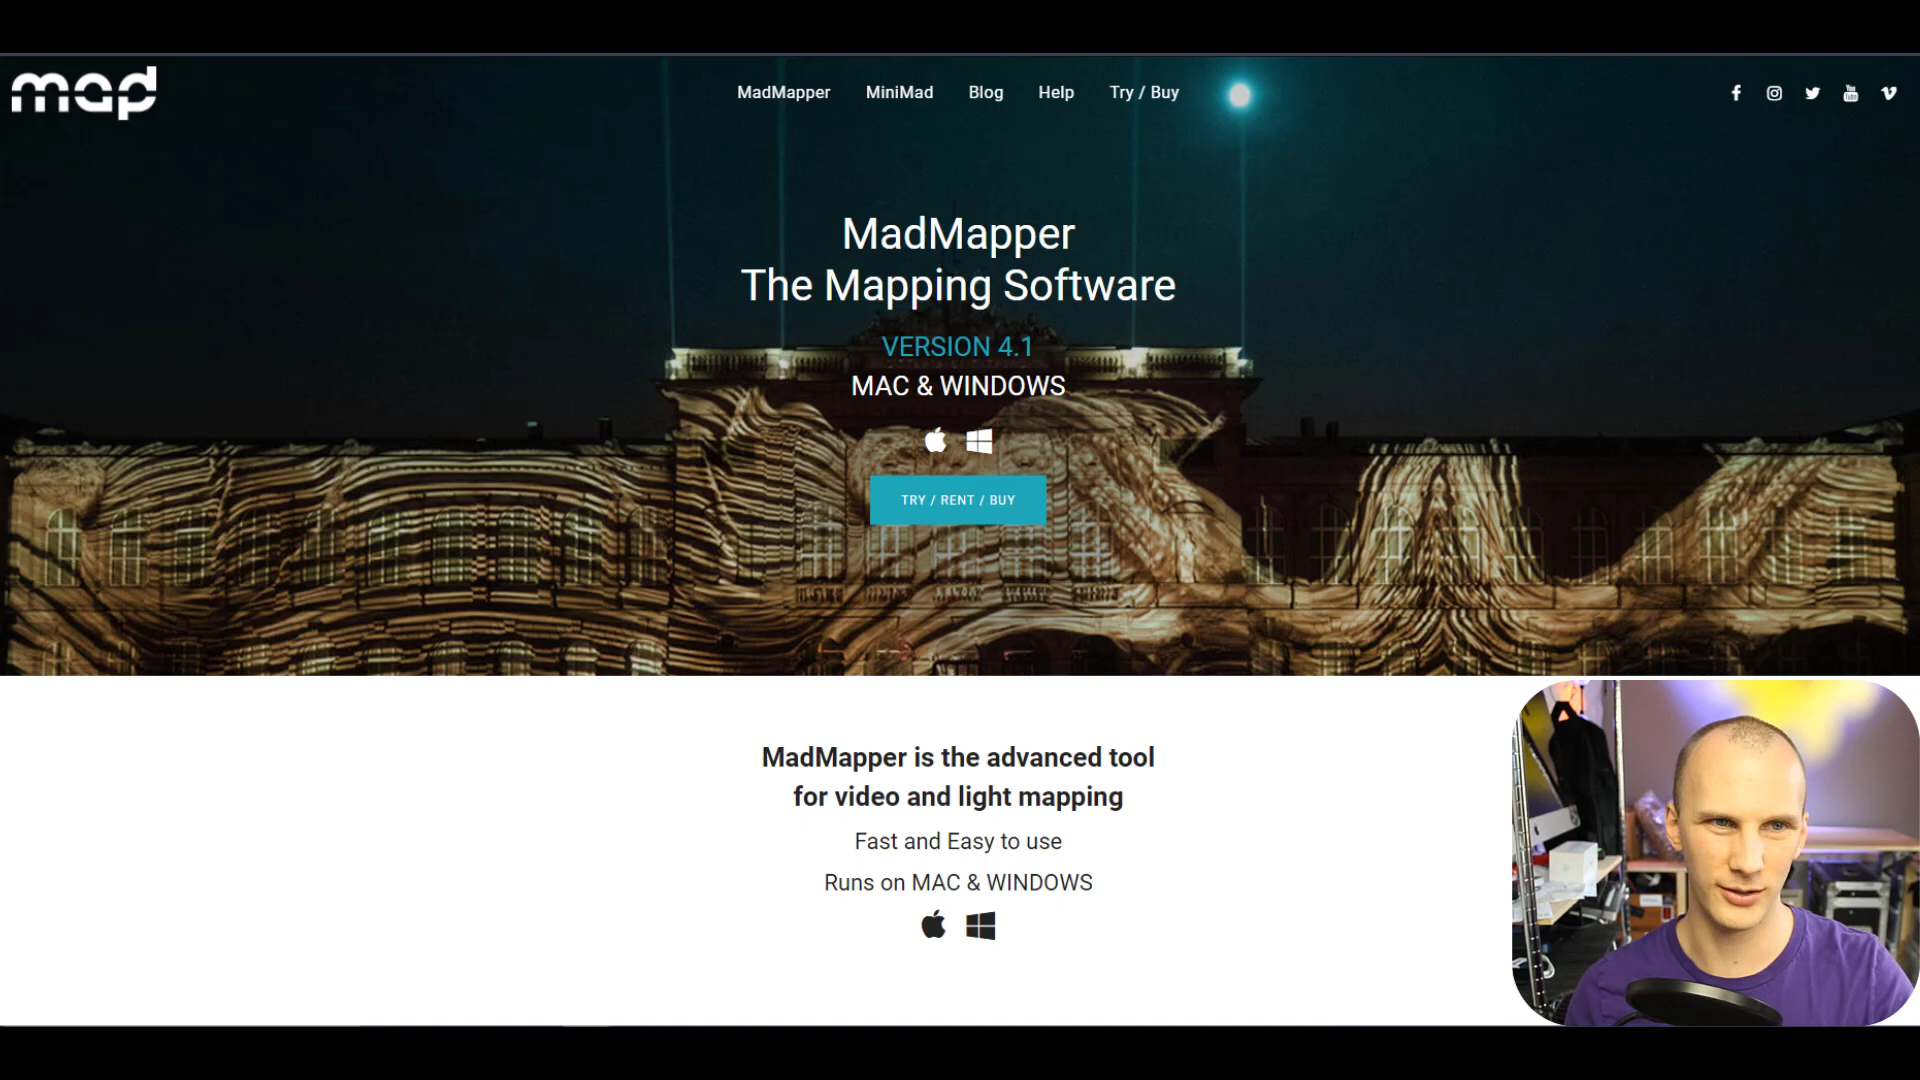 mad
MadMapper MiniMad Blog Help Try / Buy
MadMapper
The Mapping Software
VERSION 4.1
MAC & WINDOWS
TRY / RENT / BUY
MadMapper is the advanced tool
for video and light mapping
Fast and Easy to use
Runs on MAC & WINDOWS